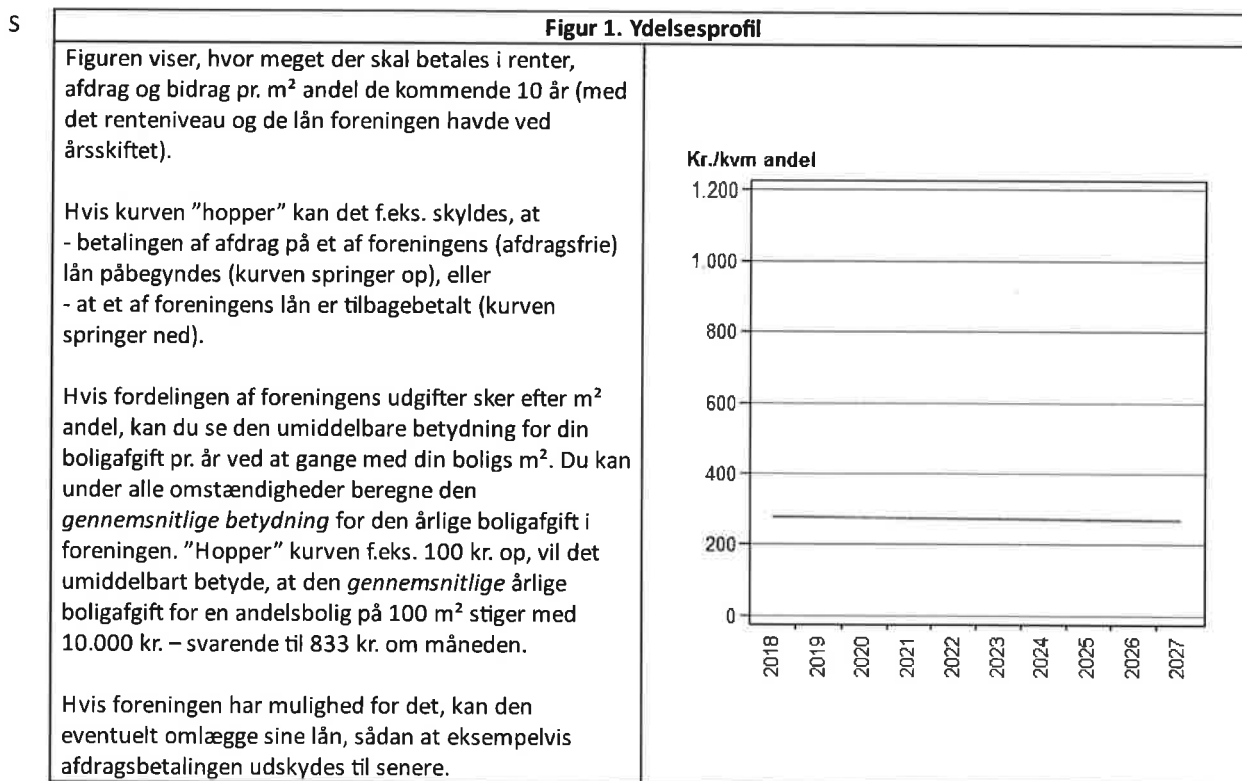 S
Figur 1. Ydelsesprofil
Figuren viser, hvor meget der skal betales i renter,
afdrag og bidrag pr. m² andel de kommende 10 år (med
det renteniveau og de lån foreningen havde ved
årsskiftet).
Hvis kurven ”hopper” kan det f.eks. skyldes, at
- betalingen af afdrag på et af foreningens (afdragsfrie)
lån påbegyndes (kurven springer op), eller
- at et af foreningens lån er tilbagebetalt (kurven
springer ned).
Hvis fordelingen af foreningens udgifter sker efter m²
andel, kan du se den umiddelbare betydning for din
boligafgift pr. år ved at gange med din boligs m². Du kan
under alle omstændigheder beregne den
gennemsnitlige betydning for den årlige boligafgift i
foreningen. ”Hopper” kurven f.eks. 100 kr. op, vil det
umiddelbart betyde, at den gennemsnitlige årlige
boligafgift for en andelsbolig på 100 m² stiger med
10.000 kr. – svarende til 833 kr. om måneden.
Hvis foreningen har mulighed for det, kan den
eventuelt omlægge sine lån, sådan at eksempelvis
afdragsbetalingen udskydes til senere.
Kr./kvm andel
1.200
1.000
800
600
400
200
0
2018
2019
2020
2021
2022
2023
2024
2025
2026
2027